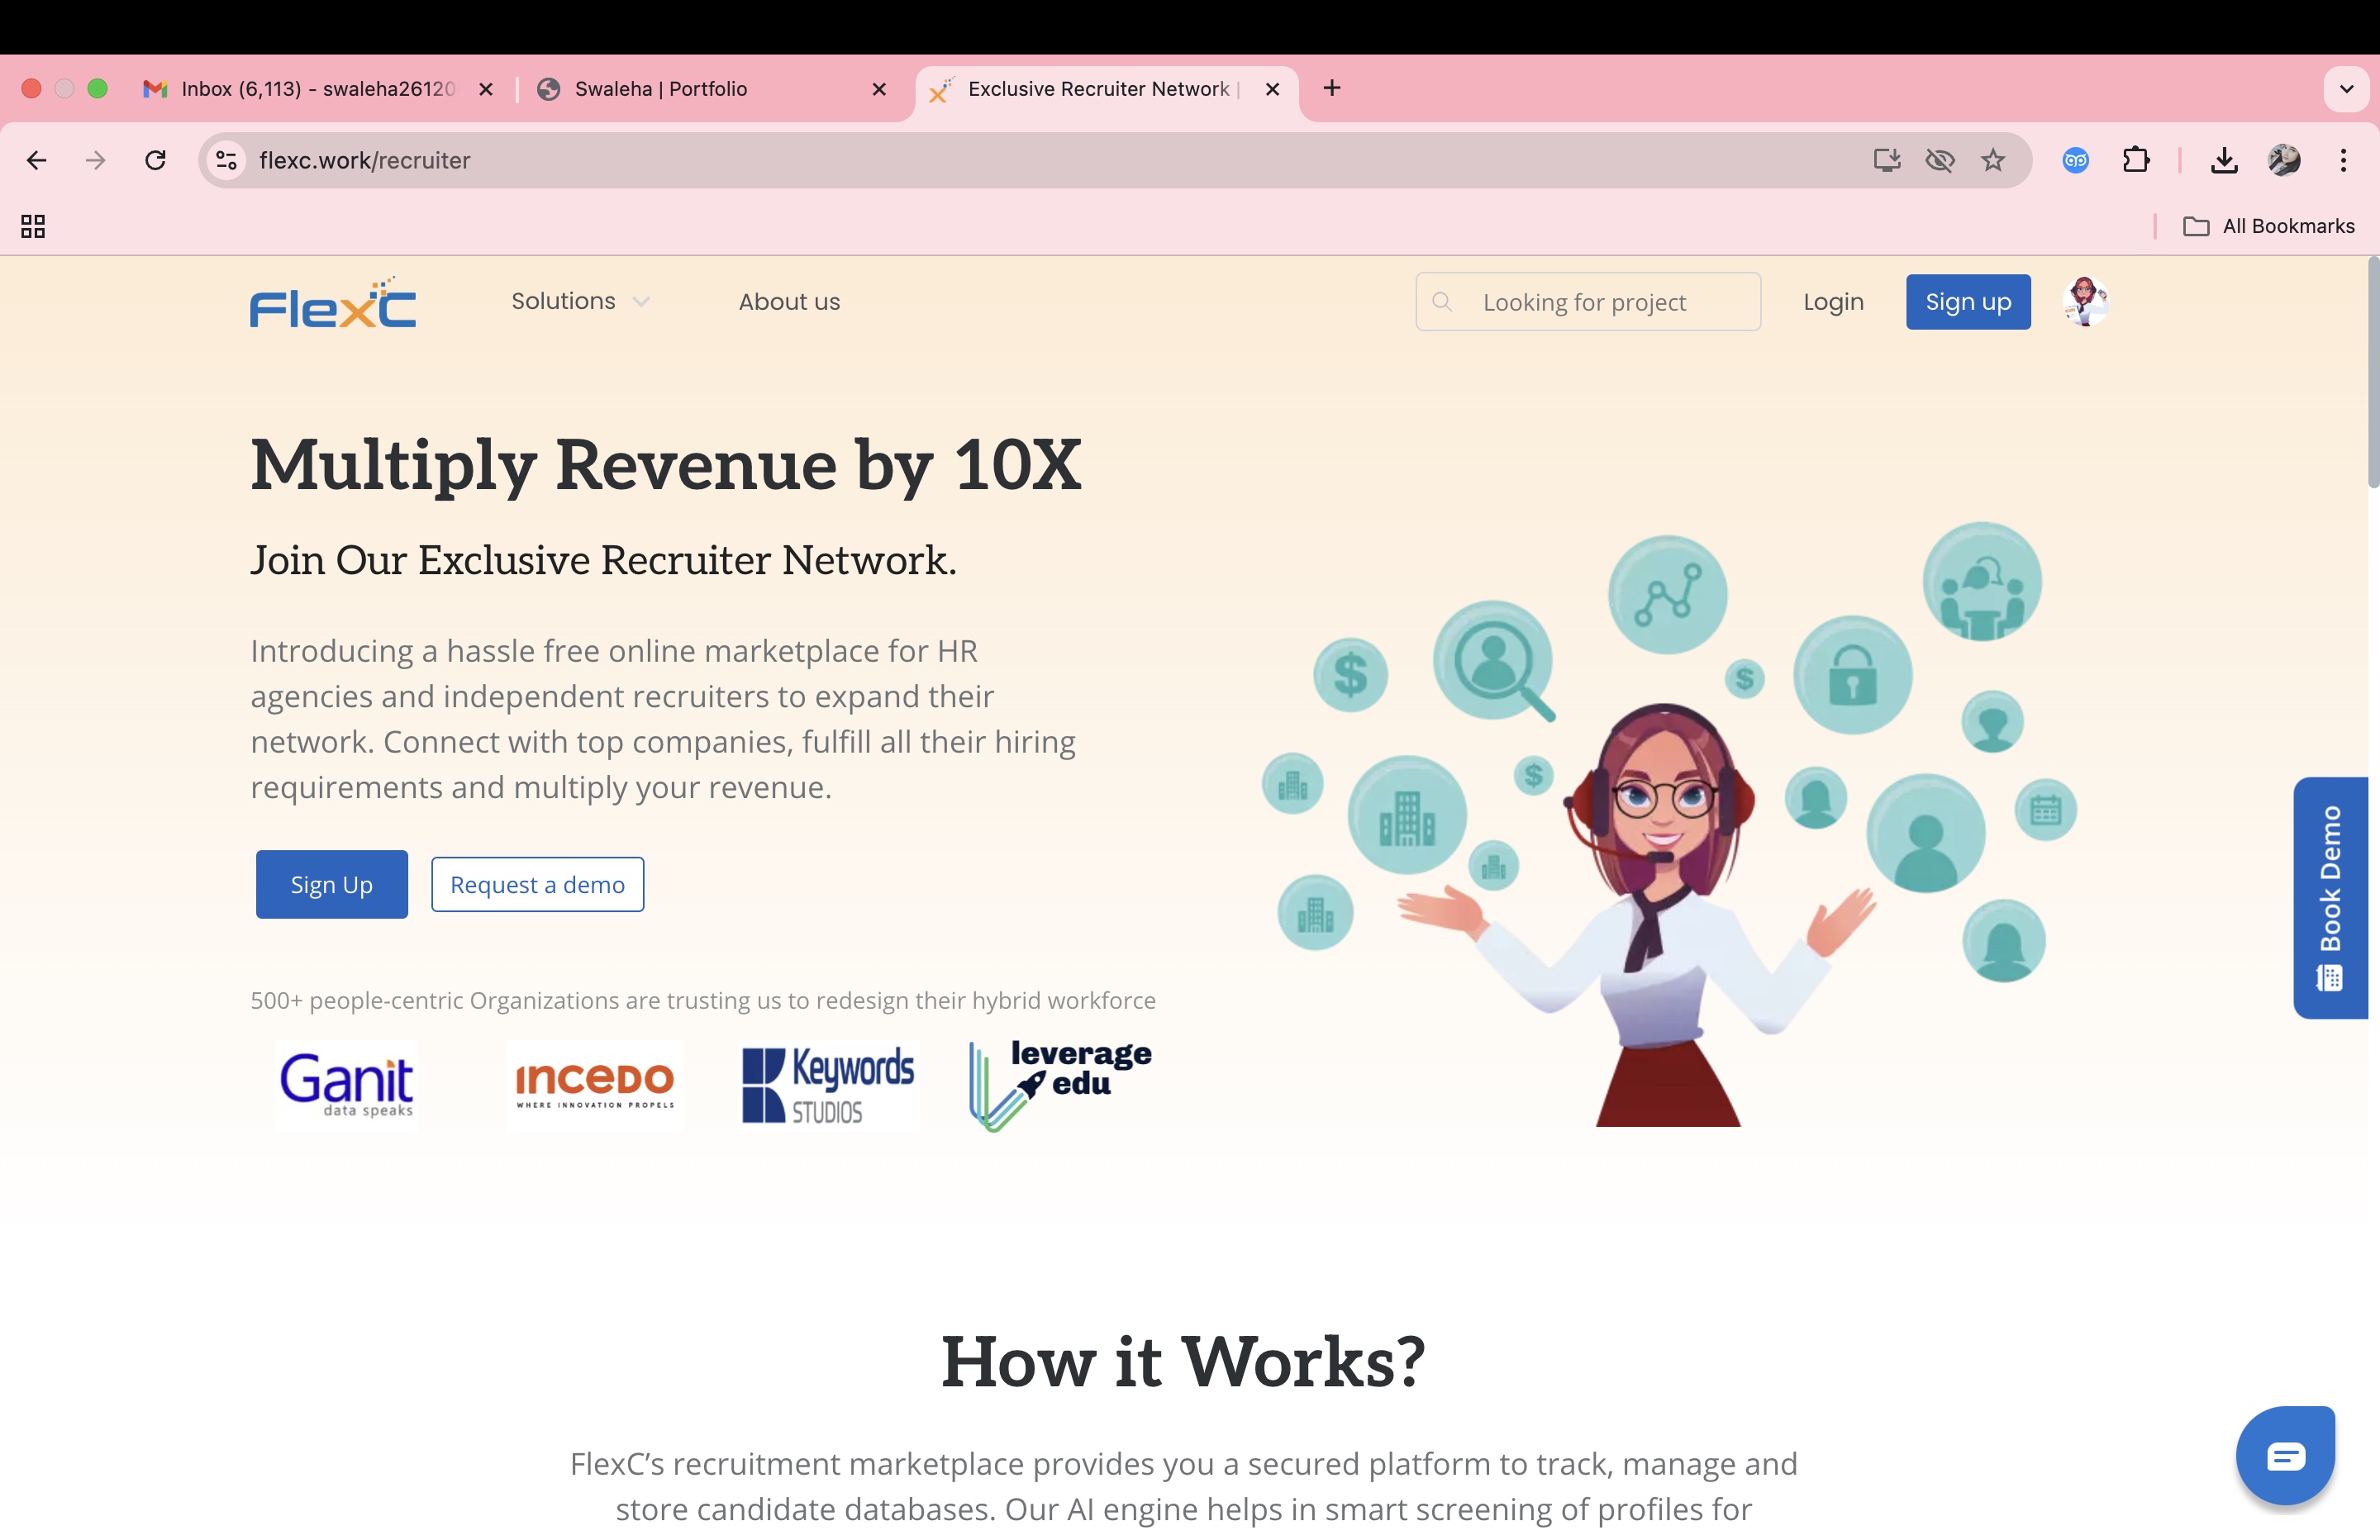 Inbox (6,113) - swaleha26120
Swaleha | Portfolio
Exclusive Recruiter Network |
flexc.work/recruiter
All Bookmarks
FlexC
Solutions
About us
Looking for project
Login
Sign up
Multiply Revenue by 10X
Join Our Exclusive Recruiter Network.
Introducing a hassle free online marketplace for HR
agencies and independent recruiters to expand their
network. Connect with top companies, fulfill all their hiring
requirements and multiply your revenue.
Sign Up
Request a demo
Book Demo
500+ people-centric Organizations are trusting us to redesign their hybrid workforce
Ganit
data speaks
INCEDO
WHERE INNOVATION PROPELS
Keywords
STUDIOS
leverage
edu
How it Works?
FlexC’s recruitment marketplace provides you a secured platform to track, manage and
store candidate databases. Our AI engine helps in smart screening of profiles for